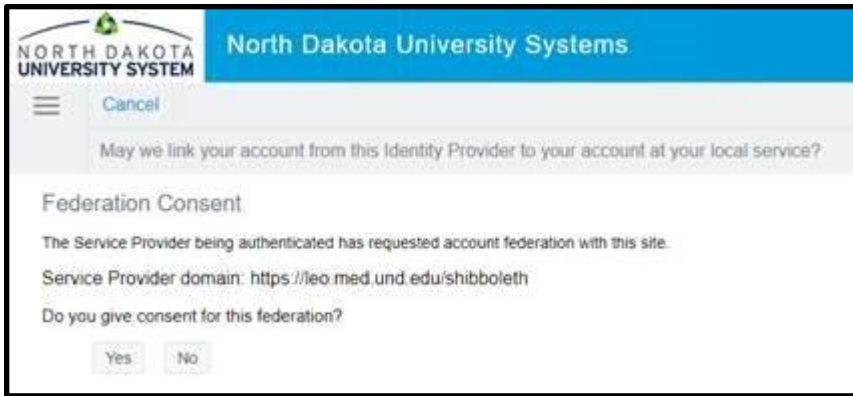 NORTH DAKOTA
UNIVERSITY SYSTEM
North Dakota University Systems
Cancel
May we link your account from this Identity Provider to your account at your local service?
Federation Consent
The Service Provider being authenticated has requested account federation with this site.
Service Provider domain: https://leo.med.und.edu/shibboleth
Do you give consent for this federation?
Yes No